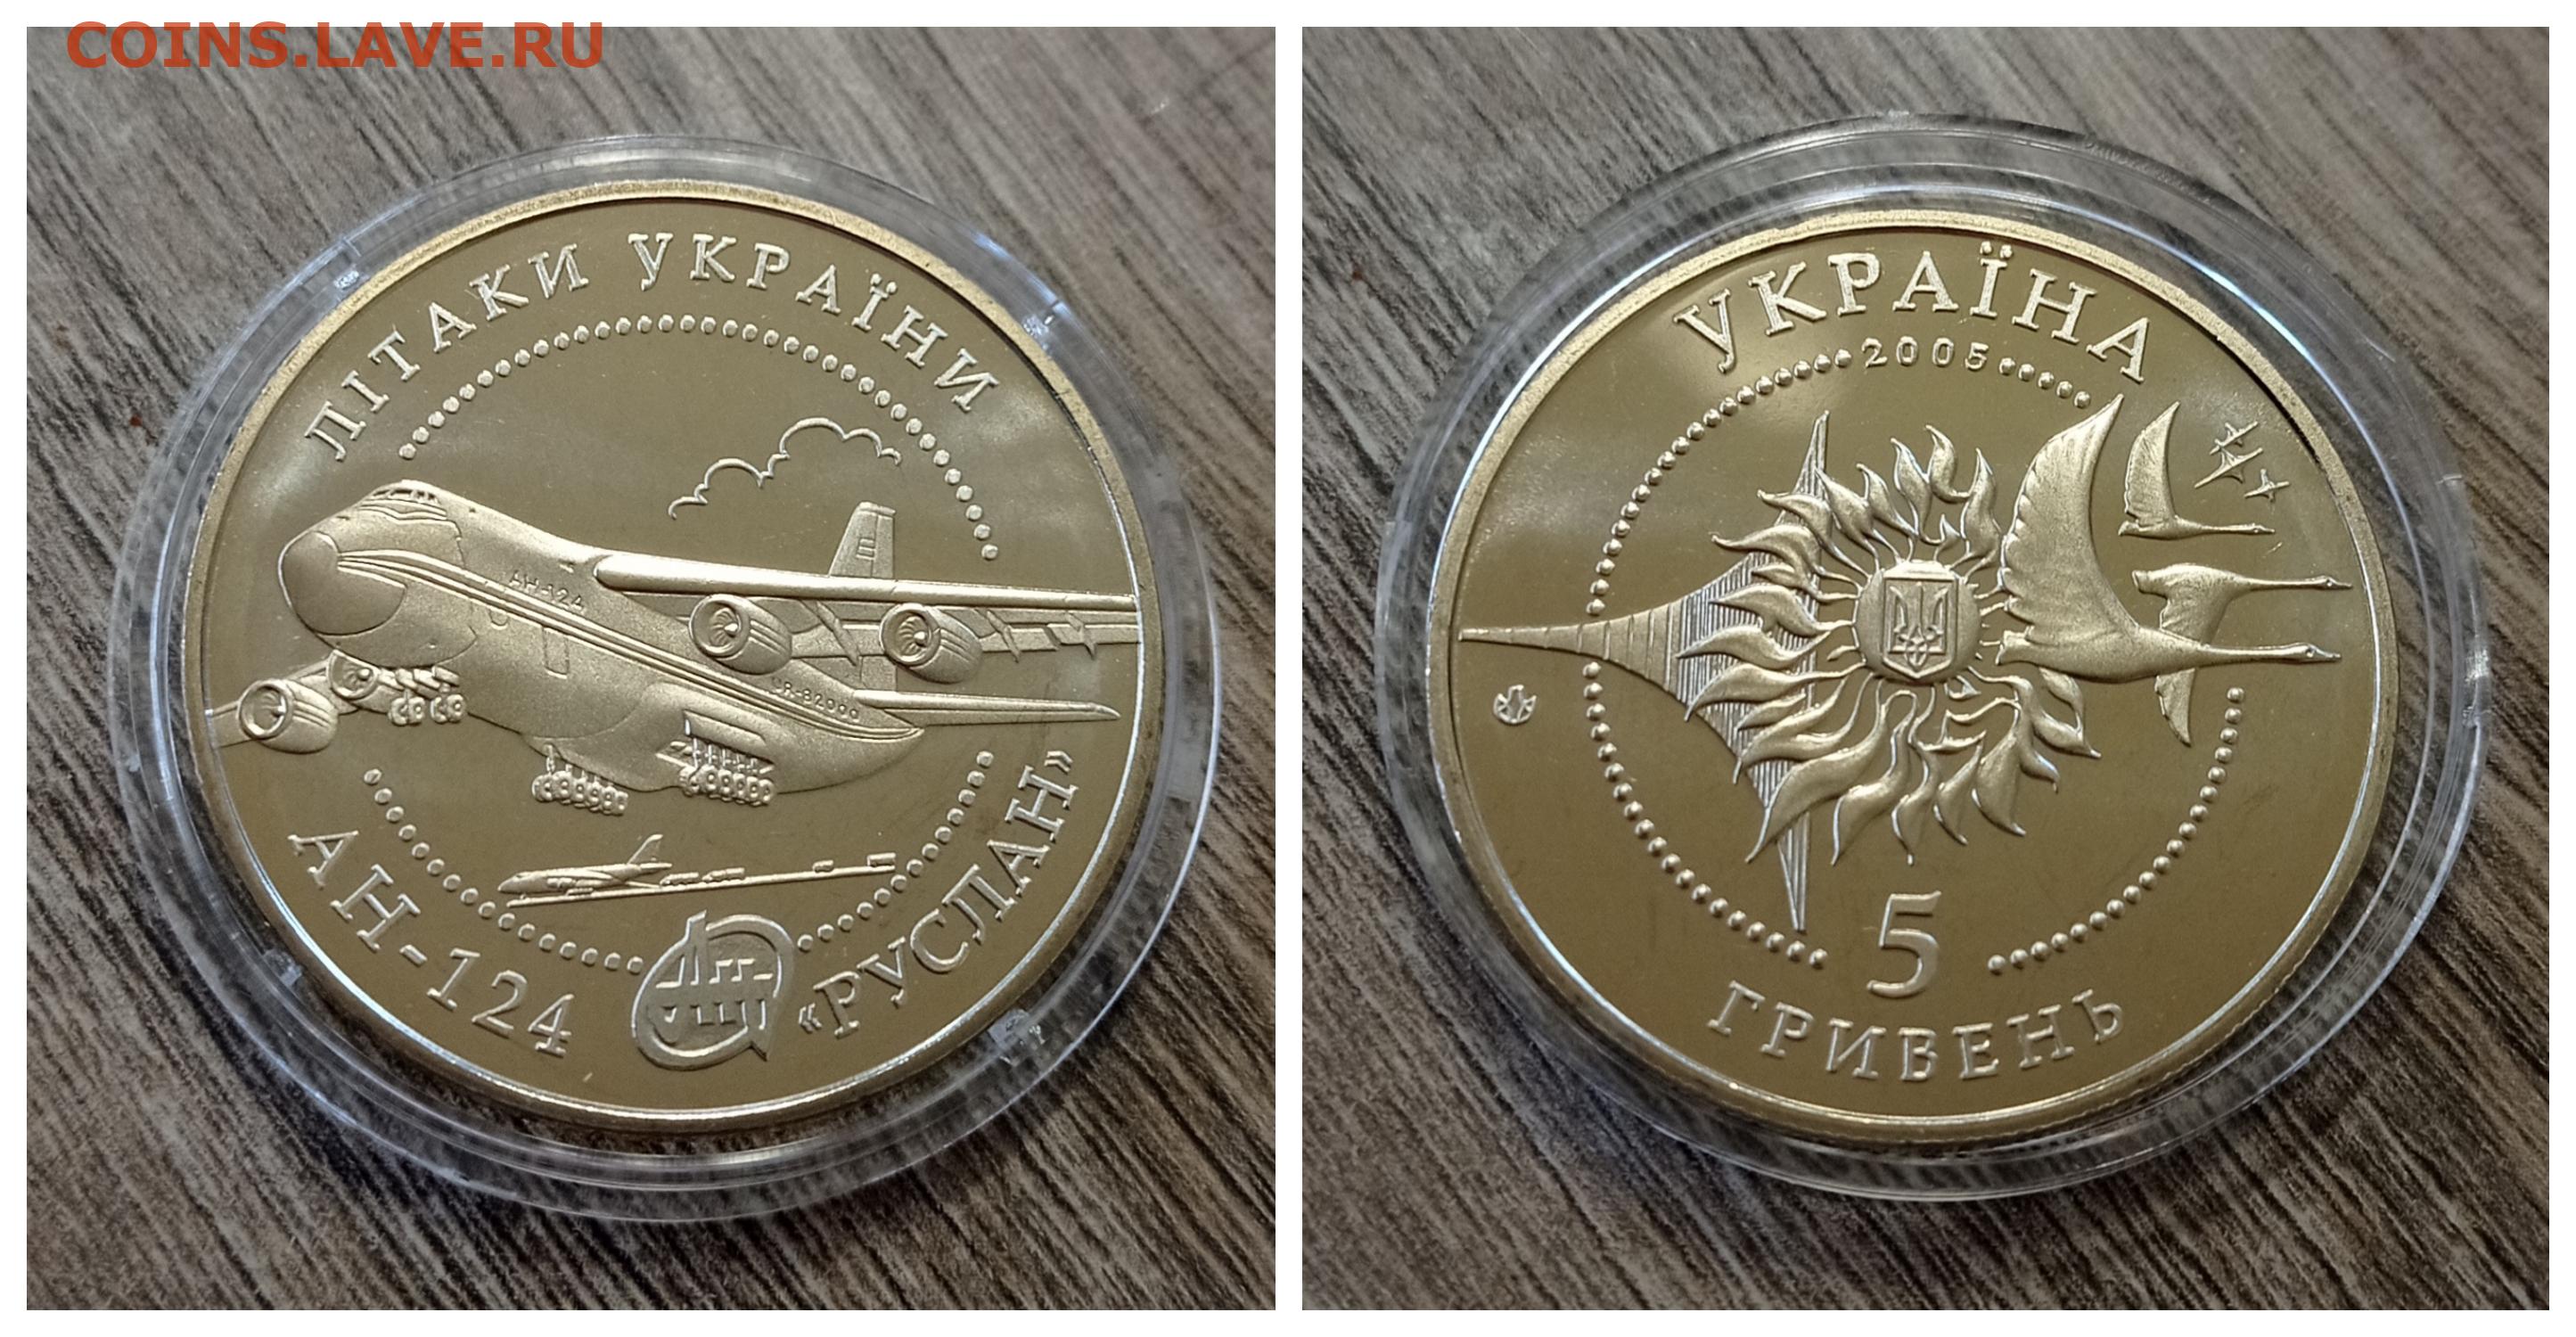 COINS.LAVE.RU
ЛІТАКИ УКРАЇНИ
АН-124
UR-82000
АН-124 «РУСЛАН»
УКРАЇНА
2005
5
ГРИВЕНЬ